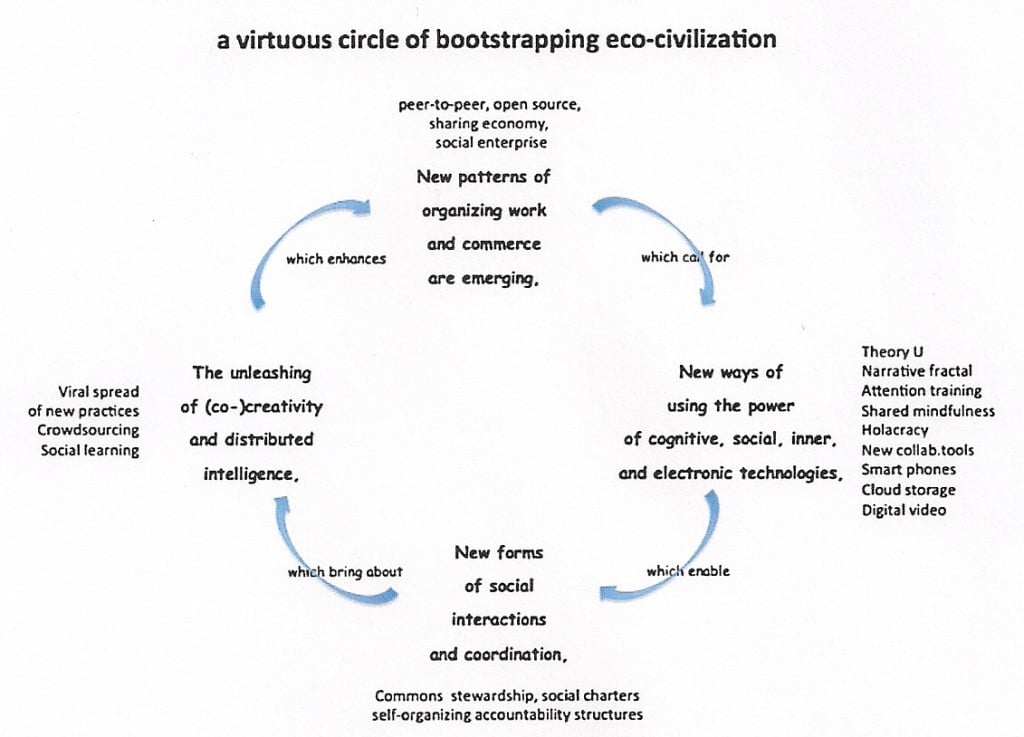 a virtuous circle of bootstrapping eco-civilization
peer-to-peer, open source,
sharing economy,
social enterprise
New patterns of
organizing work
and commerce
are emerging,
which enhances
which call for
Viral spread
of new practices
Crowdsourcing
Social learning
The unleashing
of (co-)creativity
and distributed
intelligence,
New ways of
using the power
of cognitive, social, inner,
and electronic technologies,
Theory U
Narrative fractal
Attention training
Shared mindfulness
Holacracy
New collab.tools
Smart phones
Cloud storage
Digital video
which bring about
which enable
New forms
of social
interactions
and coordination,
Commons stewardship, social charters
self-organizing accountability structures